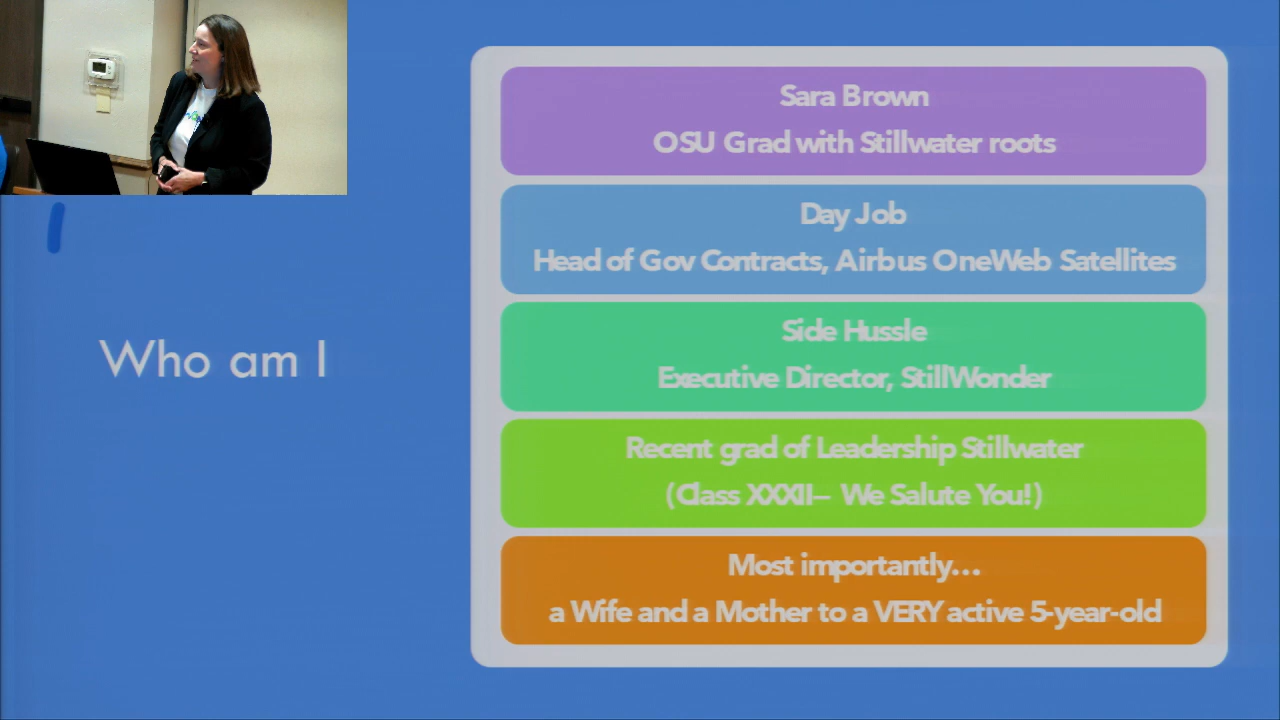 Who am I
Sara Brown
OSU Grad with Stillwater roots
Day Job
Head of Gov Contracts, Airbus OneWeb Satellites
Side Hussle
Executive Director, StillWonder
Recent grad of Leadership Stillwater
(Class XXXII– We Salute You!)
Most importantly...
a Wife and a Mother to a VERY active 5-year-old